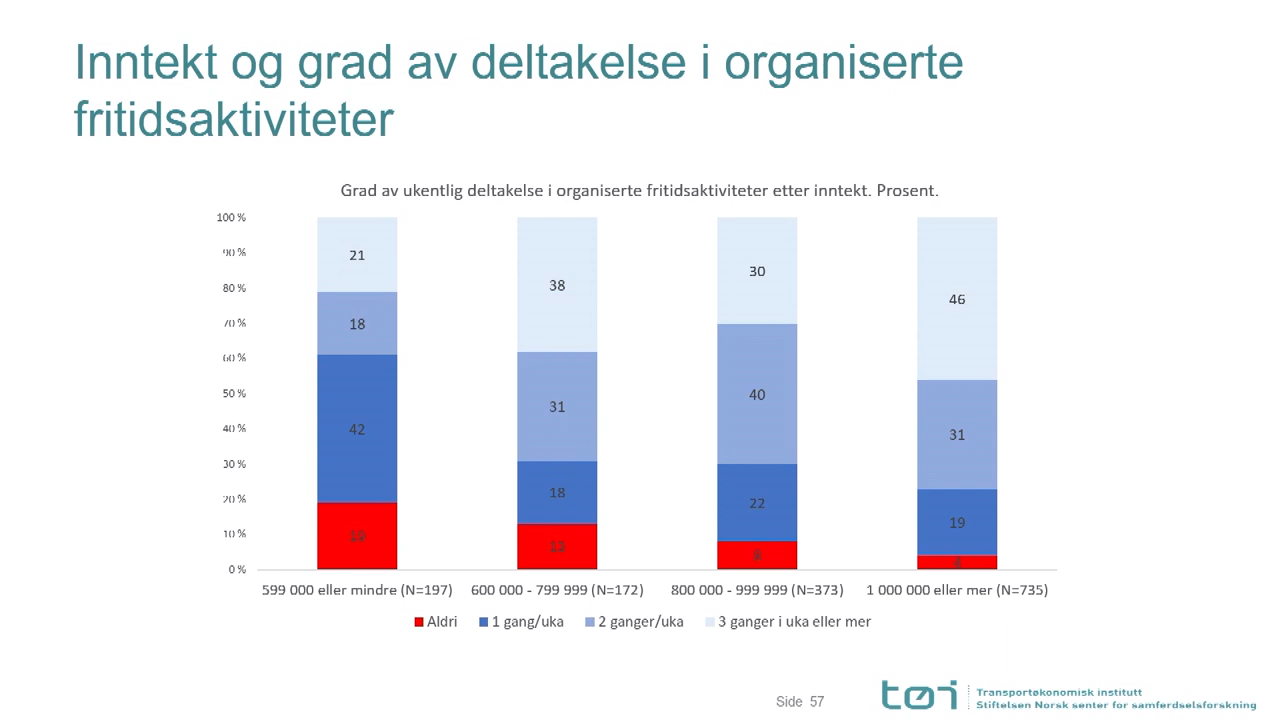 Inntekt og grad av deltakelse i organiserte
fritidsaktiviteter
Grad av ukentlig deltakelse i organiserte fritidsaktiviteter etter inntekt. Prosent.
100 %
90 %
80 %
70 %
60 %
50 %
40 %
30 %
20 %
10 %
0 %
21
18
42
19
38
31
18
13
30
40
22
8
46
31
19
4
599 000 eller mindre (N=197)
600 000 - 799 999 (N=172)
800 000 - 999 999 (N=373)
1 000 000 eller mer (N=735)
Aldri
1 gang/uka
2 ganger/uka
3 ganger i uka eller mer
Side 57
tøi
Transportøkonomisk institutt
Stiftelsen Norsk senter for samferdselsforskning